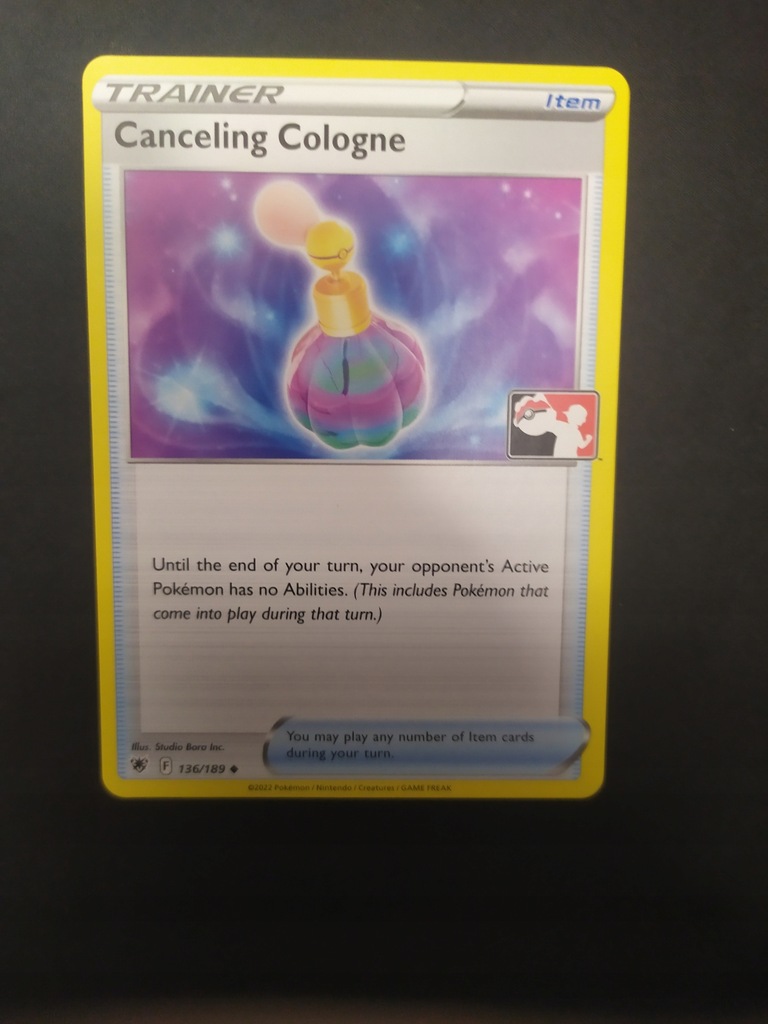 TRAINER
Item
Canceling Cologne
Until the end of your turn, your opponent's Active
Pokémon has no Abilities. (This includes Pokémon that
come into play during that turn.)
You may play any number of Item cards
during your turn.
Illus. Studio Bora Inc.
F 136/189
©2022 Pokémon / Nintendo / Creatures / GAME FREAK